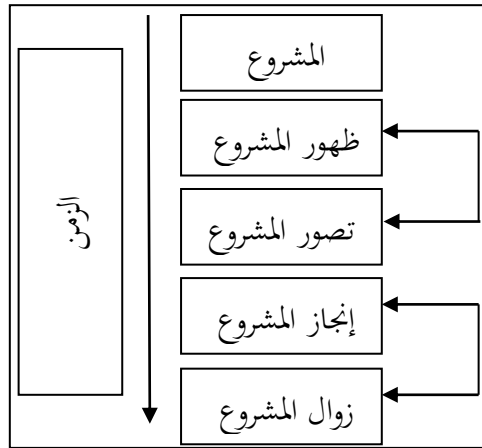 المشروع
ظهور المشروع
تصور المشروع
إنجاز المشروع
زوال المشروع
الزمن